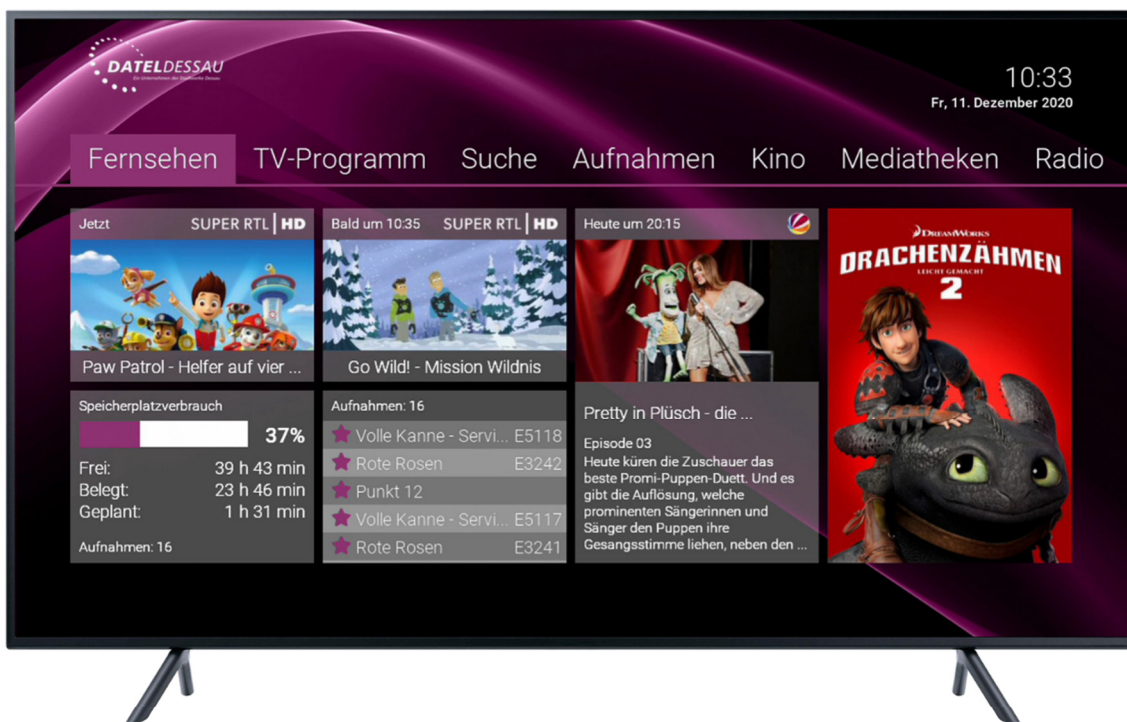 DATELDESSAU
Ein Unternehmen der Stadtwerke Dessau
10:33
Fr, 11. Dezember 2020
Fernsehen TV-Programm Suche Aufnahmen Kino Mediatheken Radio
Jetzt SUPER RTL HD
Paw Patrol - Helfer auf vier ...
Bald um 10:35 SUPER RTL HD
Go Wild! - Mission Wildnis
Heute um 20:15
Pretty in Plüsch - die ...
Episode 03
Heute küren die Zuschauer das
beste Promi-Puppen-Duett. Und es
gibt die Auflösung, welche
prominenten Sängerinnen und
Sänger den Puppen ihre
Gesangsstimme liehen, neben den ...
DREAMWORKS
DRACHENZÄHMEN
LEICHT GEMACHT
2
Speicherplatzverbrauch
37%
Frei: 39 h 43 min
Belegt: 23 h 46 min
Geplant: 1 h 31 min
Aufnahmen: 16
Aufnahmen: 16
Volle Kanne - Servi... E5118
Rote Rosen E3242
Punkt 12
Volle Kanne - Servi... E5117
Rote Rosen E3241